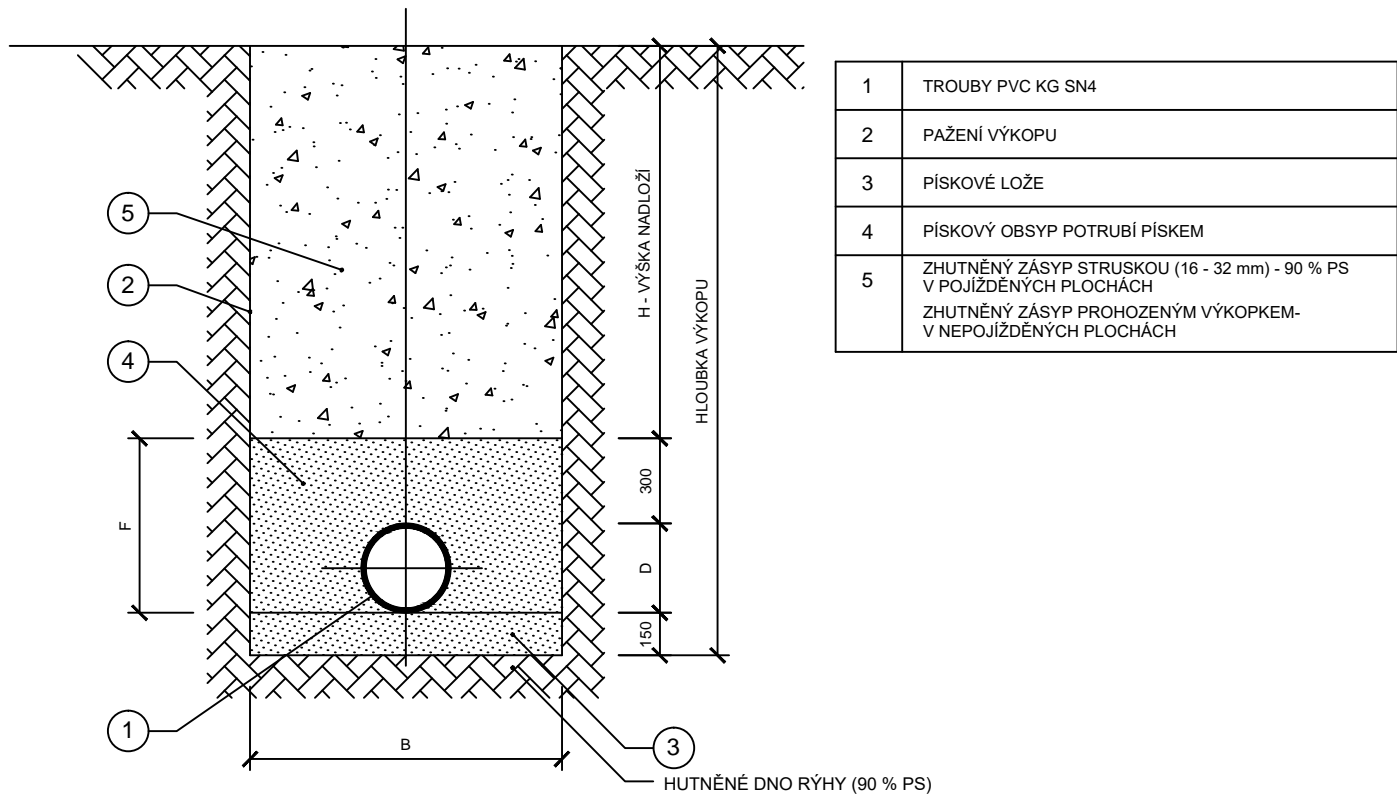 1 TROUBY PVC KG SN4
2 PAŽENÍ VÝKOPU
3 PÍSKOVÉ LOŽE
4 PÍSKOVÝ OBSYP POTRUBÍ PÍSKEM
5 ZHUTNĚNÝ ZÁSYP STRUSKOU (16 - 32 mm) - 90 % PS
V POJÍŽDĚNÝCH PLOCHÁCH
ZHUTNĚNÝ ZÁSYP PROHOZENÝM VÝKOPKEM-
V NEPOJÍŽDĚNÝCH PLOCHÁCH
5
2
4
F
1
B
3
HUTNĚNÉ DNO RÝHY (90 % PS)
H - VÝŠKA NADLOŽÍ
300
D
150
HLOUBKA VÝKOPU